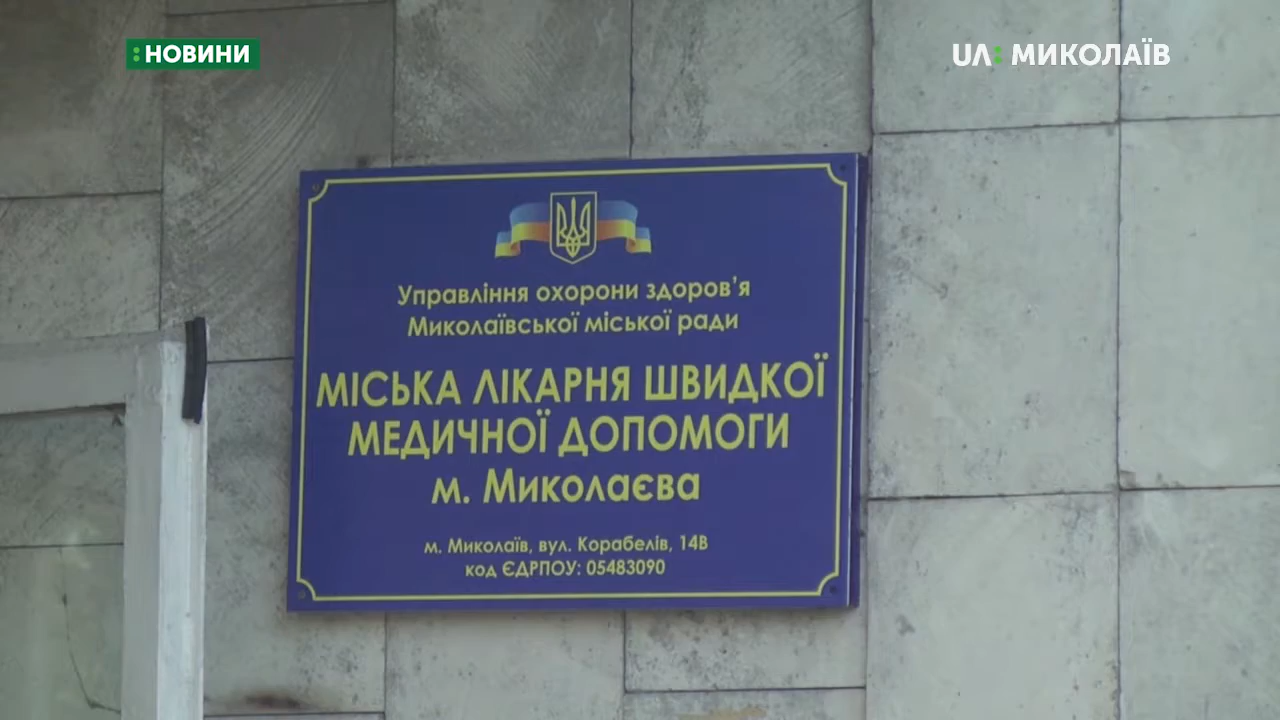 :НОВИНИ
UA: МИКОЛАЇВ
Управління охорони здоров'я
Миколаївської міської ради
МІСЬКА ЛІКАРНЯ ШВИДКОЇ
МЕДИЧНОЇ ДОПОМОГИ
м. Миколаєва
м. Миколаїв, вул. Корабелів, 14В
код ЄДРПОУ: 05483090